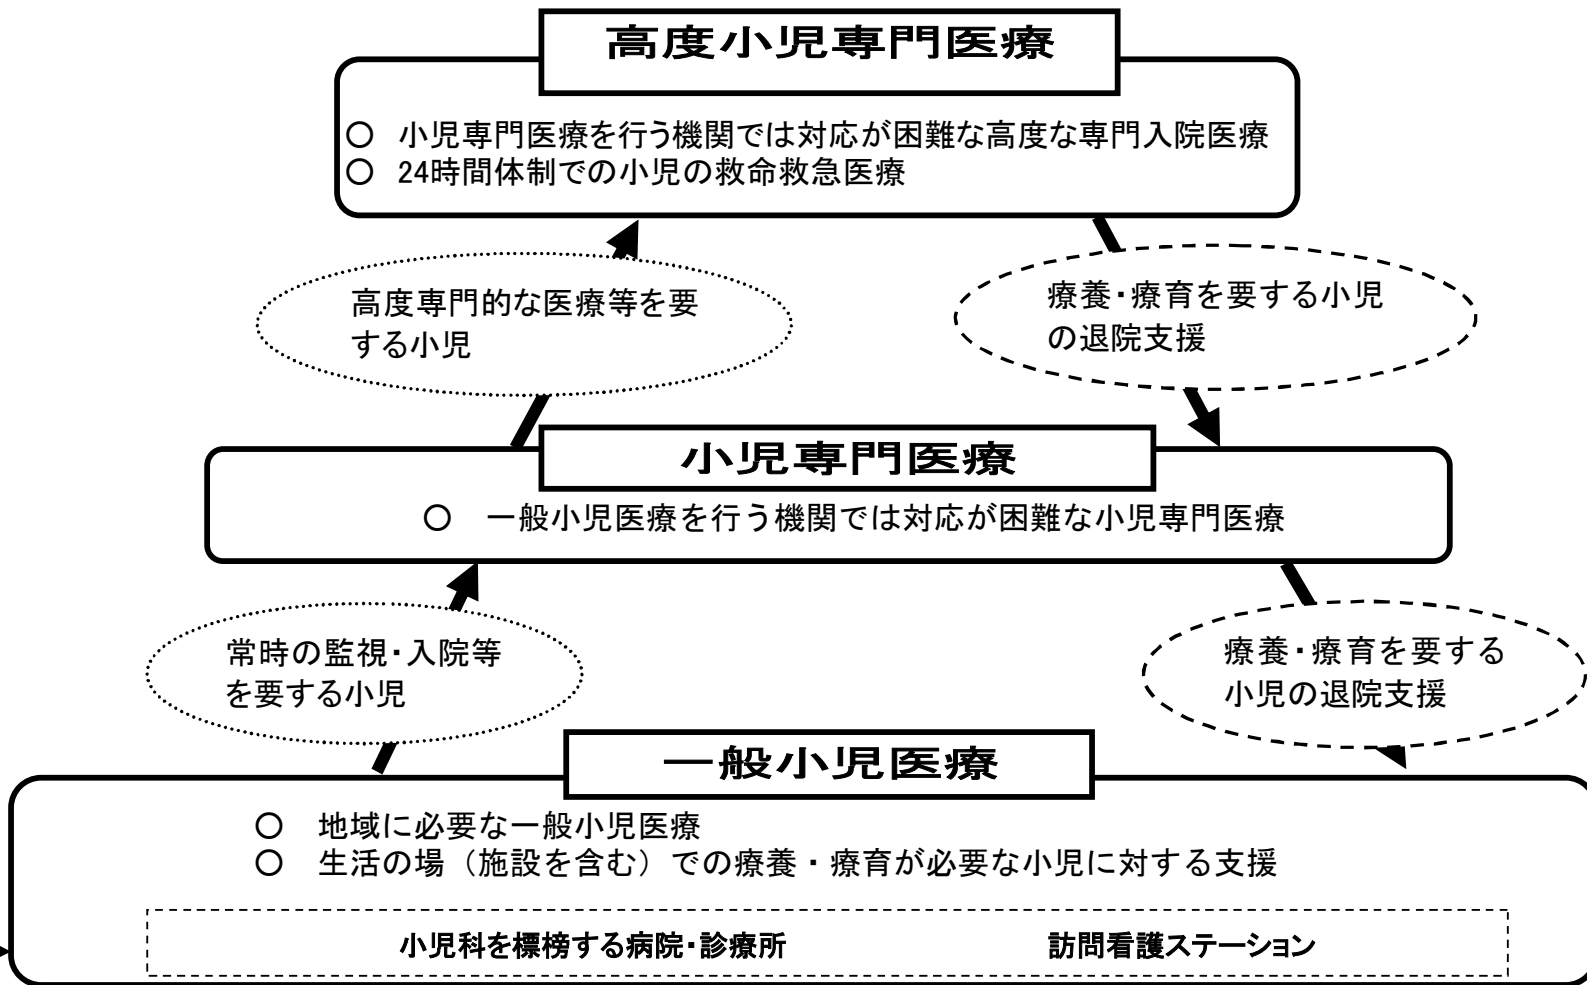 高度小児専門医療
○ 小児専門医療を行う機関では対応が困難な高度な専門入院医療
○ 24時間体制での小児の救命救急医療
高度専門的な医療等を要
する小児
療養・療育を要する小児
の退院支援
小児専門医療
○ 一般小児医療を行う機関では対応が困難な小児専門医療
常時の監視・入院等
を要する小児
療養・療育を要する
小児の退院支援
一般小児医療
○ 地域に必要な一般小児医療
○ 生活の場（施設を含む）での療養・療育が必要な小児に対する支援
小児科を標榜する病院・診療所 訪問看護ステーション